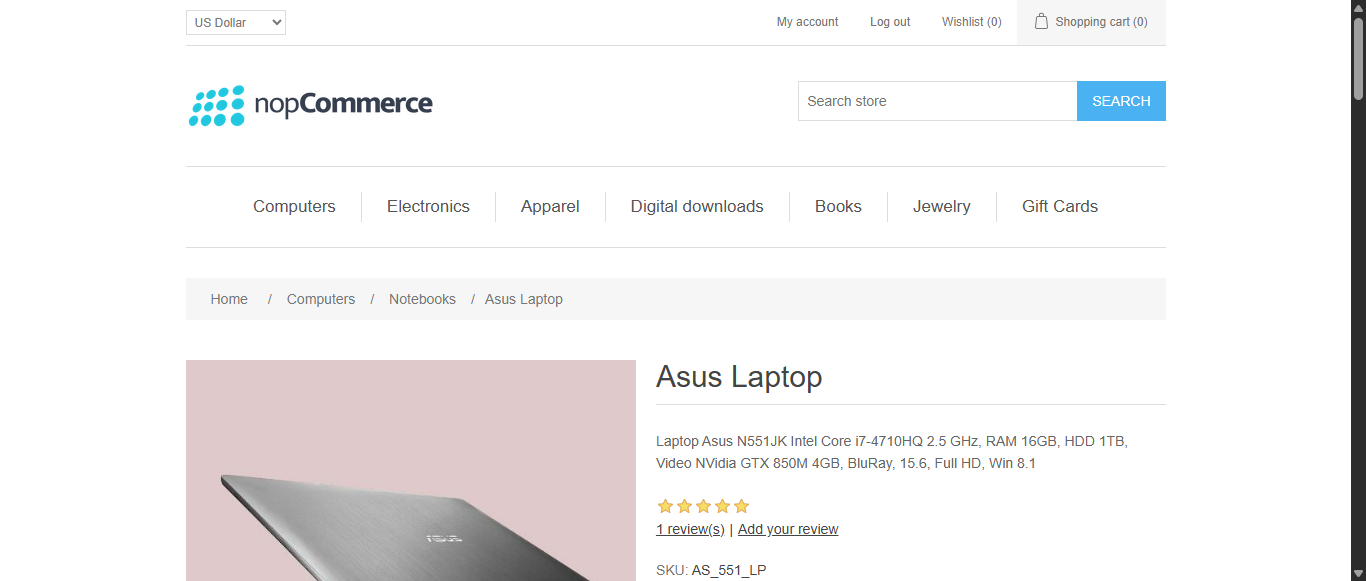 US Dollar
My account
Log out
Wishlist (0)
Shopping cart (0)
nopCommerce
Search store
SEARCH
Computers
Electronics
Apparel
Digital downloads
Books
Jewelry
Gift Cards
Home / Computers / Notebooks / Asus Laptop
Asus Laptop
Laptop Asus N551JK Intel Core i7-4710HQ 2.5 GHz, RAM 16GB, HDD 1TB,
Video NVidia GTX 850M 4GB, BluRay, 15.6, Full HD, Win 8.1
1 review(s) | Add your review
SKU: AS_551_LP
ASUS